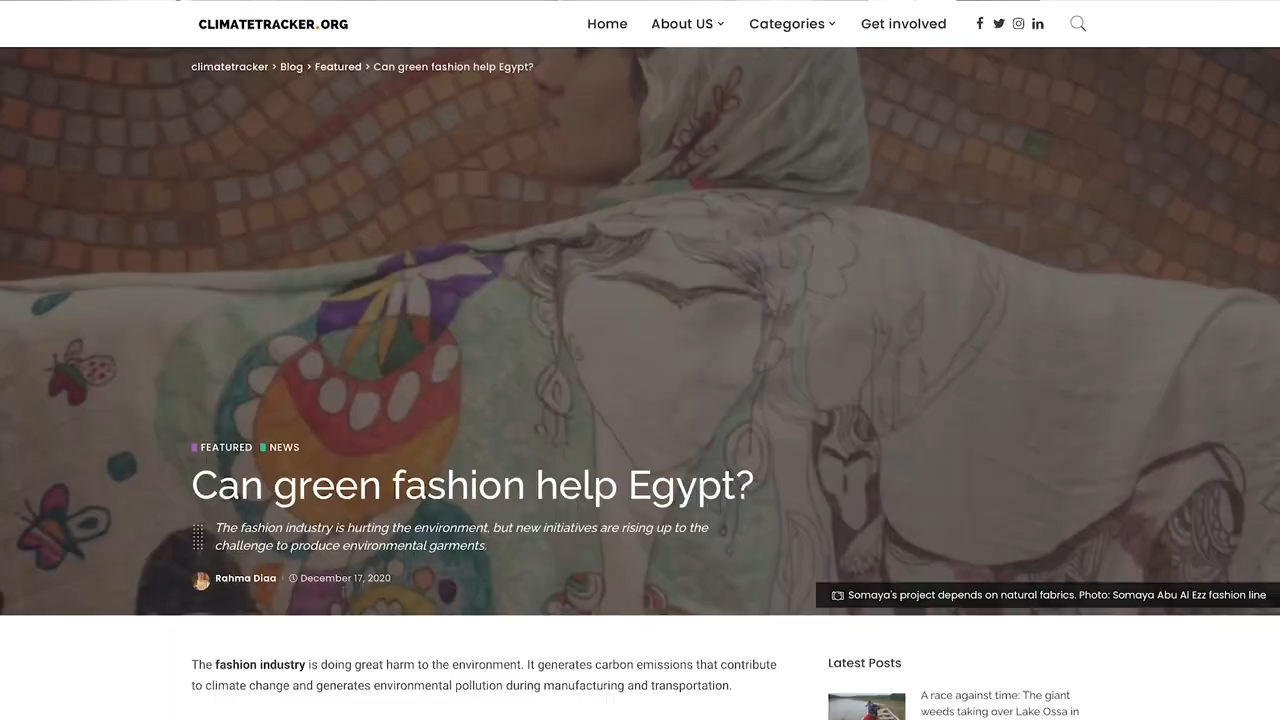 CLIMATETRACKER.ORG
Home
About US
Categories
Get involved
climatetracker > Blog > Featured > Can green fashion help Egypt?
FEATURED
NEWS
Can green fashion help Egypt?
The fashion industry is hurting the environment, but new initiatives are rising up to the
challenge to produce environmental garments.
Rahma Diaa
December 17, 2020
Somaya's project depends on natural fabrics. Photo: Somaya Abu Al Ezz fashion line
The fashion industry is doing great harm to the environment. It generates carbon emissions that contribute
to climate change and generates environmental pollution during manufacturing and transportation.
Latest Posts
A race against time: The giant
weeds taking over Lake Ossa in